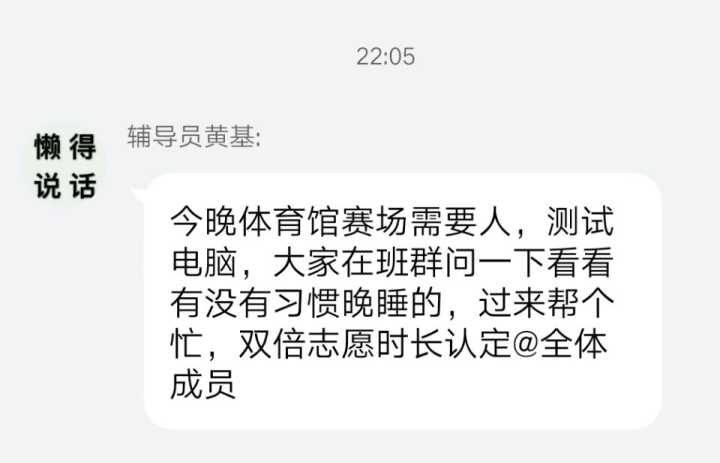 22:05
辅导员黄基:
懒得
说话
今晚体育馆赛场需要人，测试
电脑，大家在班群问一下看看
有没有习惯晚睡的，过来帮个
忙，双倍志愿时长认定@全体
成员